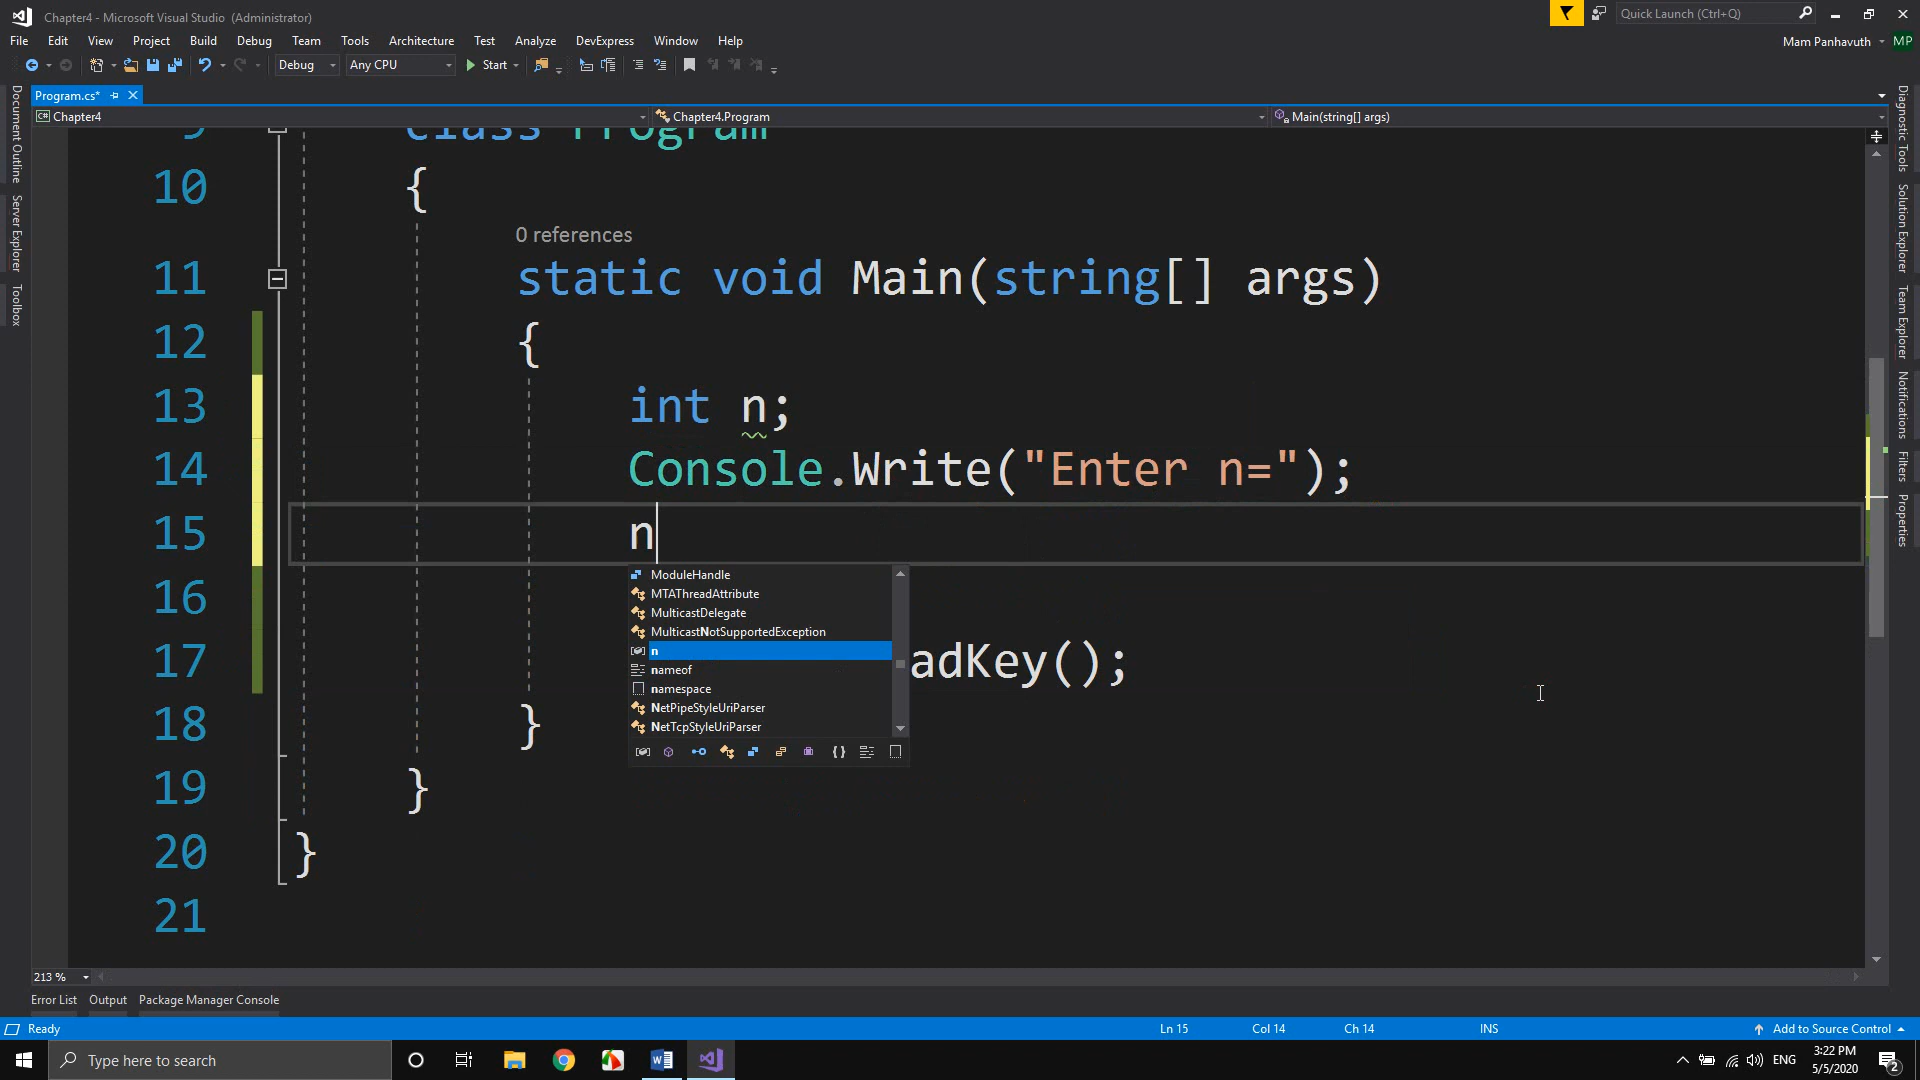 Chapter4 - Microsoft Visual Studio (Administrator)
Quick Launch (Ctrl+Q)
File Edit View Project Build Debug Team Tools Architecture Test Analyze DevExpress Window Help
Mam Panhavuth MP
Debug Any CPU Start
Program.cs*
Chapter4 Chapter4.Program Main(string[] args)
Document Outline
Server Explorer
Toolbox
Diagnostic Tools
Solution Explorer
Team Explorer
Notifications
Filters
Properties
9 class Program
10 {
0 references
11 static void Main(string[] args)
12 {
13 int n;
14 Console.Write("Enter n=");
15 n
16
17 adKey();
18 }
19 }
20 }
21
ModuleHandle
MTAThreadAttribute
MulticastDelegate
MulticastNotSupportedException
n
nameof
namespace
NetPipeStyleUriParser
NetTcpStyleUriParser
213 %
Error List Output Package Manager Console
Ready Ln 15 Col 14 Ch 14 INS Add to Source Control
Type here to search
ENG
3:22 PM
5/5/2020
2